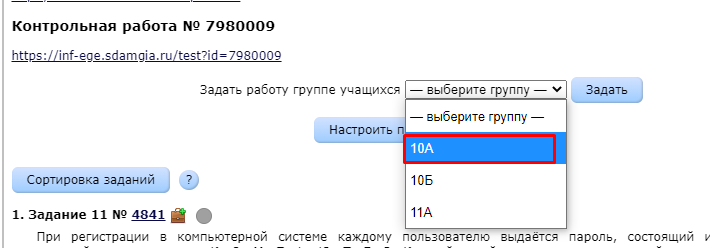 Контрольная работа № 7980009
https://inf-ege.sdamgia.ru/test?id=7980009
Задать работу группе учащихся — выберите группу — Задать
— выберите группу —
Настроить п
10А
Сортировка заданий ?
10Б
11А
1. Задание 11 № 4841
При регистрации в компьютерной системе каждому пользователю выдаётся пароль, состоящий и